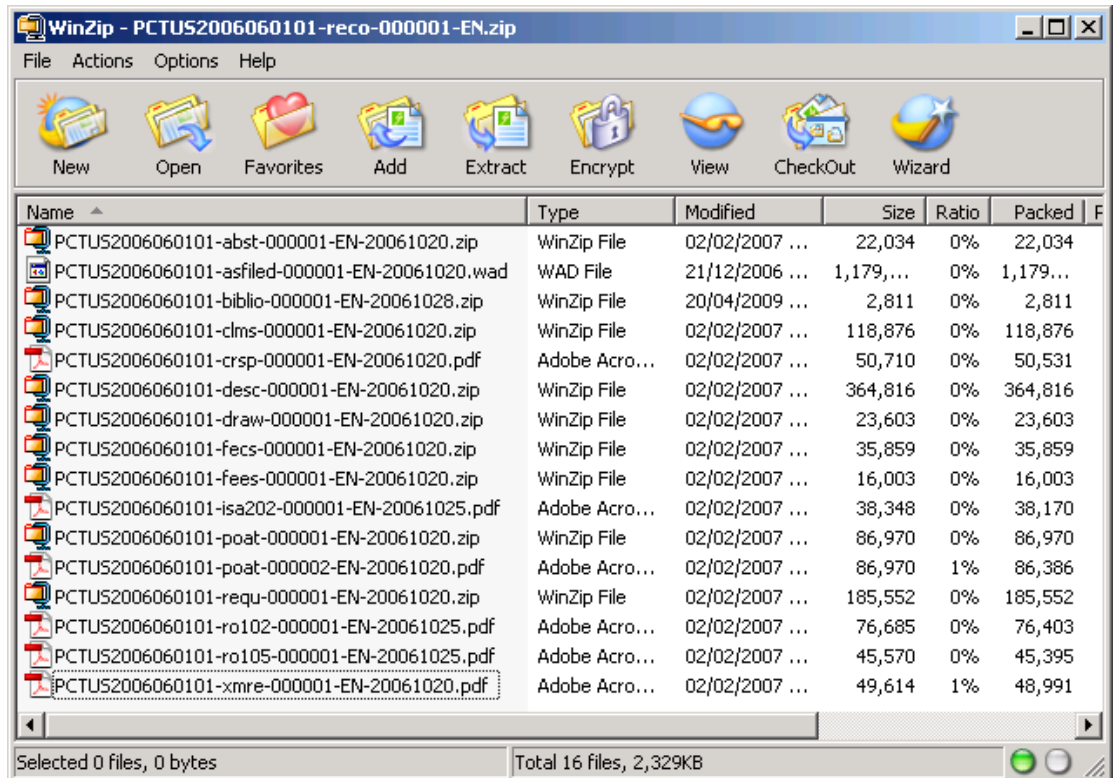 WinZip - PCTUS2006060101-reco-000001-EN.zip
File Actions Options Help
New Open Favorites Add Extract Encrypt View CheckOut Wizard
Name Type Modified Size Ratio Packed F
PCTUS2006060101-abst-000001-EN-20061020.zip WinZip File 02/02/2007 ... 22,034 0% 22,034
PCTUS2006060101-asfiled-000001-EN-20061020.wad WAD File 21/12/2006 ... 1,179,... 0% 1,179...
PCTUS2006060101-biblio-000001-EN-20061028.zip WinZip File 20/04/2009 ... 2,811 0% 2,811
PCTUS2006060101-clms-000001-EN-20061020.zip WinZip File 02/02/2007 ... 118,876 0% 118,876
PCTUS2006060101-crsp-000001-EN-20061020.pdf Adobe Acro... 02/02/2007 ... 50,710 0% 50,531
PCTUS2006060101-desc-000001-EN-20061020.zip WinZip File 02/02/2007 ... 364,816 0% 364,816
PCTUS2006060101-draw-000001-EN-20061020.zip WinZip File 02/02/2007 ... 23,603 0% 23,603
PCTUS2006060101-fecs-000001-EN-20061020.zip WinZip File 02/02/2007 ... 35,859 0% 35,859
PCTUS2006060101-fees-000001-EN-20061020.zip WinZip File 02/02/2007 ... 16,003 0% 16,003
PCTUS2006060101-isa202-000001-EN-20061025.pdf Adobe Acro... 02/02/2007 ... 38,348 0% 38,170
PCTUS2006060101-poat-000001-EN-20061020.zip WinZip File 02/02/2007 ... 86,970 0% 86,970
PCTUS2006060101-poat-000002-EN-20061020.pdf Adobe Acro... 02/02/2007 ... 86,970 1% 86,386
PCTUS2006060101-requ-000001-EN-20061020.zip WinZip File 02/02/2007 ... 185,552 0% 185,552
PCTUS2006060101-ro102-000001-EN-20061025.pdf Adobe Acro... 02/02/2007 ... 76,685 0% 76,403
PCTUS2006060101-ro105-000001-EN-20061025.pdf Adobe Acro... 02/02/2007 ... 45,570 0% 45,395
PCTUS2006060101-xmre-000001-EN-20061020.pdf Adobe Acro... 02/02/2007 ... 49,614 1% 48,991
Selected 0 files, 0 bytes Total 16 files, 2,329KB